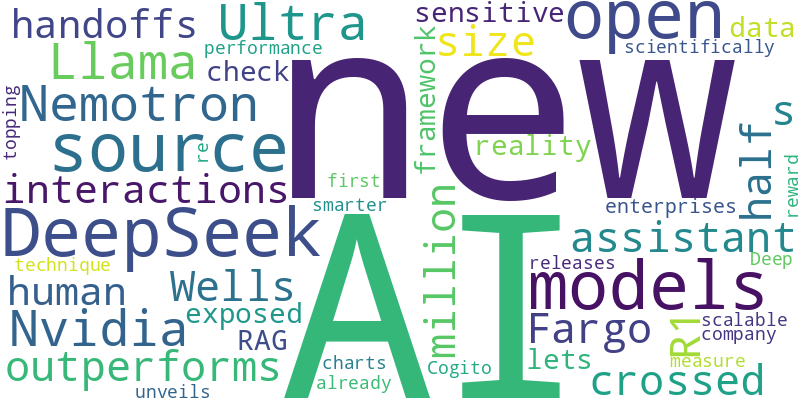 handoffs
Ultra
sensitive
open
performance
size
data
scientifically
Llama
check
new
framework
topping
Nemotron
source
re
reality
s
half
reward
interactions
first
smarter
enterprises
DeepSeek
AI
million
assistant
technique
releases
Deep
human
Wells
models
exposed
Nvidia
RAG
Fargo
R1
scalable
company
outperforms
charts
already
Cogito
lets
measure
unveils
crossed